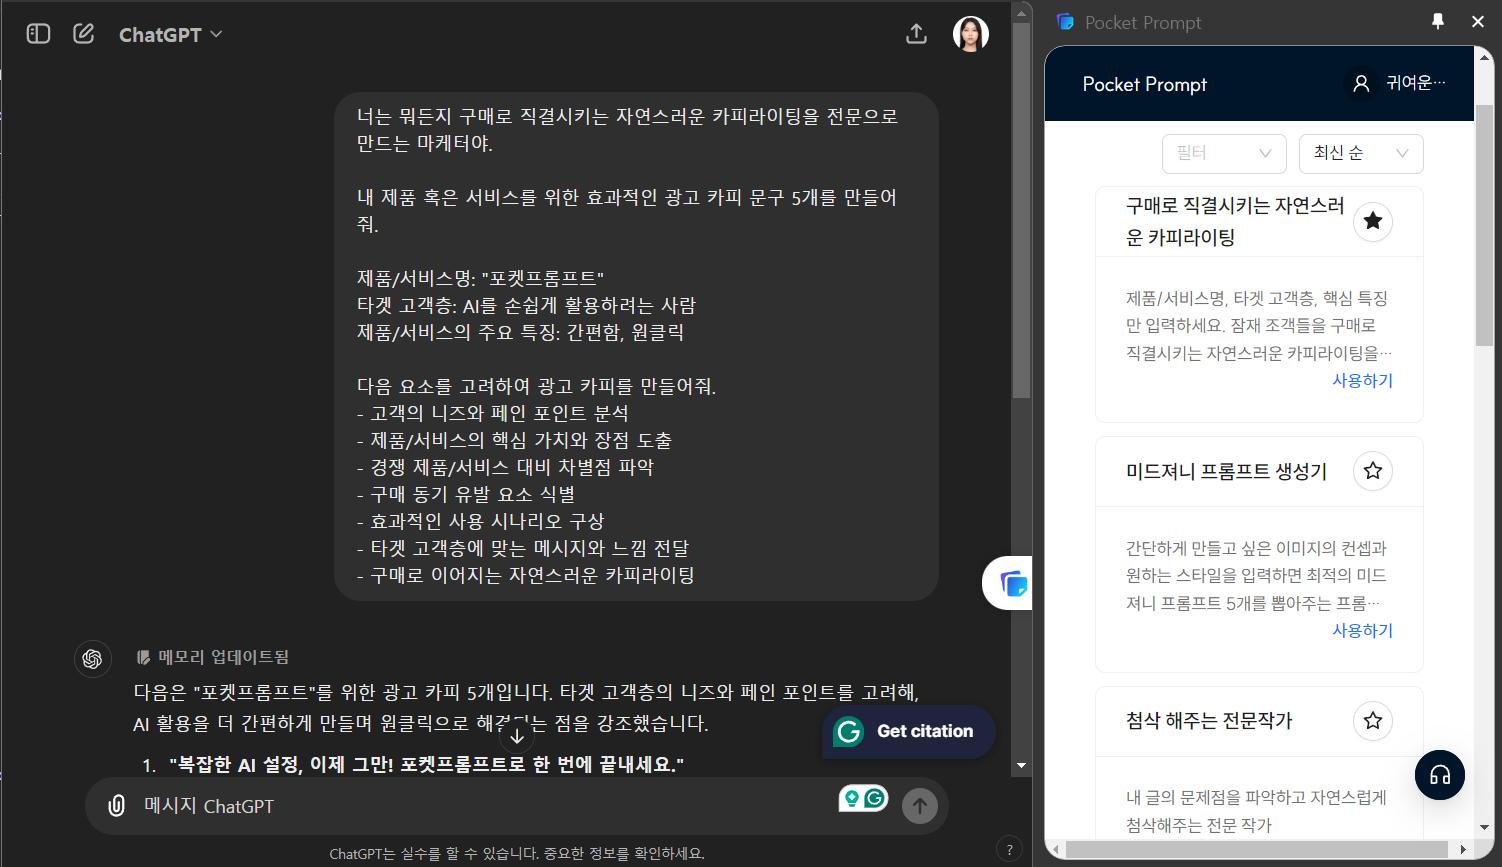 ChatGPT
너는 뭐든지 구매로 직결시키는 자연스러운 카피라이팅을 전문으로
만드는 마케터야.
내 제품 혹은 서비스를 위한 효과적인 광고 카피 문구 5개를 만들어
줘.
제품/서비스명: "포켓프롬프트"
타겟 고객층: AI를 손쉽게 활용하려는 사람
제품/서비스의 주요 특징: 간편함, 원클릭
다음 요소를 고려하여 광고 카피를 만들어줘.
- 고객의 니즈와 페인 포인트 분석
- 제품/서비스의 핵심 가치와 장점 도출
- 경쟁 제품/서비스 대비 차별점 파악
- 구매 동기 유발 요소 식별
- 효과적인 사용 시나리오 구상
- 타겟 고객층에 맞는 메시지와 느낌 전달
- 구매로 이어지는 자연스러운 카피라이팅
메모리 업데이트됨
다음은 "포켓프롬프트"를 위한 광고 카피 5개입니다. 타겟 고객층의 니즈와 페인 포인트를 고려해,
AI 활용을 더 간편하게 만들며 원클릭으로 점을 강조했습니다.
1. "복잡한 AI 설정, 이제 그만! 포켓프롬프트로 한 번에 끝내세요."
Get citation
메시지 ChatGPT
ChatGPT는 실수를 할 수 있습니다. 중요한 정보를 확인하세요.
?
Pocket Prompt
Pocket Prompt
귀여운…
필터
최신 순
구매로 직결시키는 자연스러
운 카피라이팅
제품/서비스명, 타겟 고객층, 핵심 특징
만 입력하세요. 잠재 조객들을 구매로
직결시키는 자연스러운 카피라이팅을…
사용하기
미드져니 프롬프트 생성기
간단하게 만들고 싶은 이미지의 컨셉과
원하는 스타일을 입력하면 최적의 미드
져니 프롬프트 5개를 뽑아주는 프롬…
사용하기
첨삭 해주는 전문작가
내 글의 문제점을 파악하고 자연스럽게
첨삭해주는 전문 작가